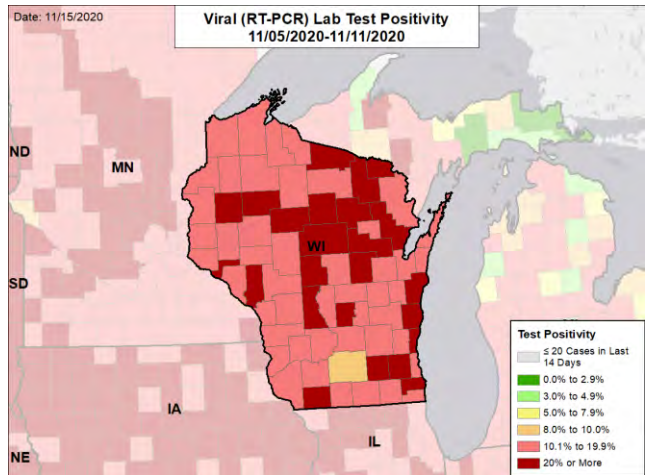 Date: 11/15/2020
Viral (RT-PCR) Lab Test Positivity
11/05/2020-11/11/2020
ND
MN
WI
SD
IA
IL
NE
Test Positivity
≤ 20 Cases in Last
14 Days
0.0% to 2.9%
3.0% to 4.9%
5.0% to 7.9%
8.0% to 10.0%
10.1% to 19.9%
20% or More